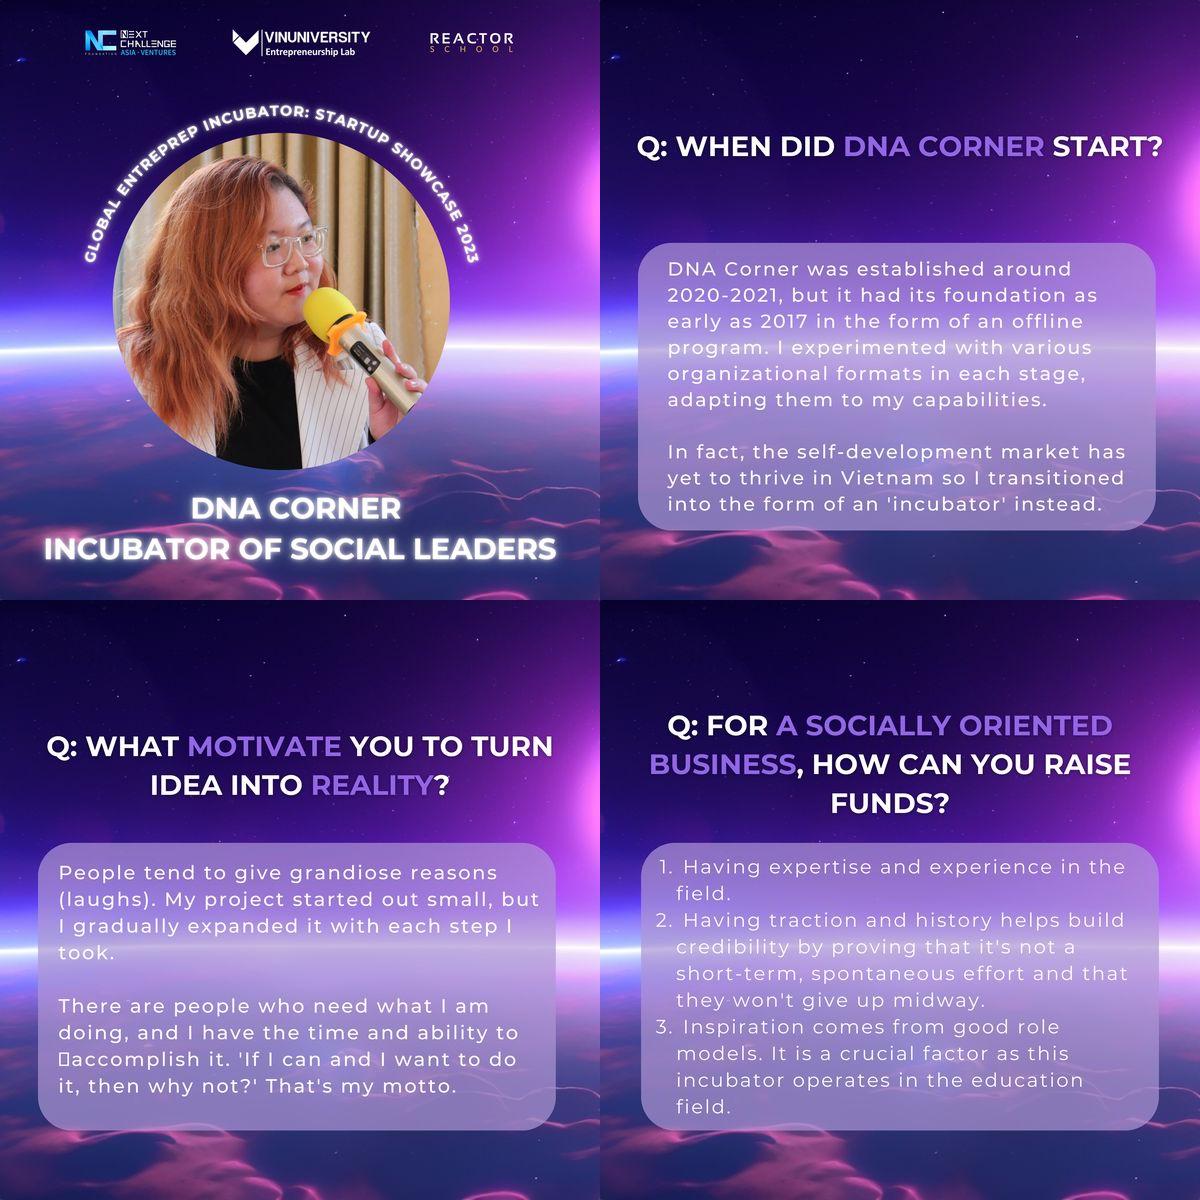 NC
NEXT
CHALLENGE
FOUNDATION
ASIA · VENTURES
VINUNIVERSITY
Entrepreneurship Lab
REACTOR
SCHOOL
GLOBAL ENTREPREP INCUBATOR: STARTUP SHOWCASE 2023
DNA CORNER
INCUBATOR OF SOCIAL LEADERS
Q: WHEN DID DNA CORNER START?
DNA Corner was established around
2020-2021, but it had its foundation as
early as 2017 in the form of an offline
program. I experimented with various
organizational formats in each stage,
adapting them to my capabilities.
In fact, the self-development market has
yet to thrive in Vietnam so I transitioned
into the form of an 'incubator' instead.
Q: WHAT MOTIVATE YOU TO TURN
IDEA INTO REALITY?
People tend to give grandiose reasons
(laughs). My project started out small, but
I gradually expanded it with each step I
took.
There are people who need what I am
doing, and I have the time and ability to
accomplish it. 'If I can and I want to do
it, then why not?' That's my motto.
Q: FOR A SOCIALLY ORIENTED
BUSINESS, HOW CAN YOU RAISE
FUNDS?
1. Having expertise and experience in the
field.
2. Having traction and history helps build
credibility by proving that it's not a
short-term, spontaneous effort and that
they won't give up midway.
3. Inspiration comes from good role
models. It is a crucial factor as this
incubator operates in the education
field.